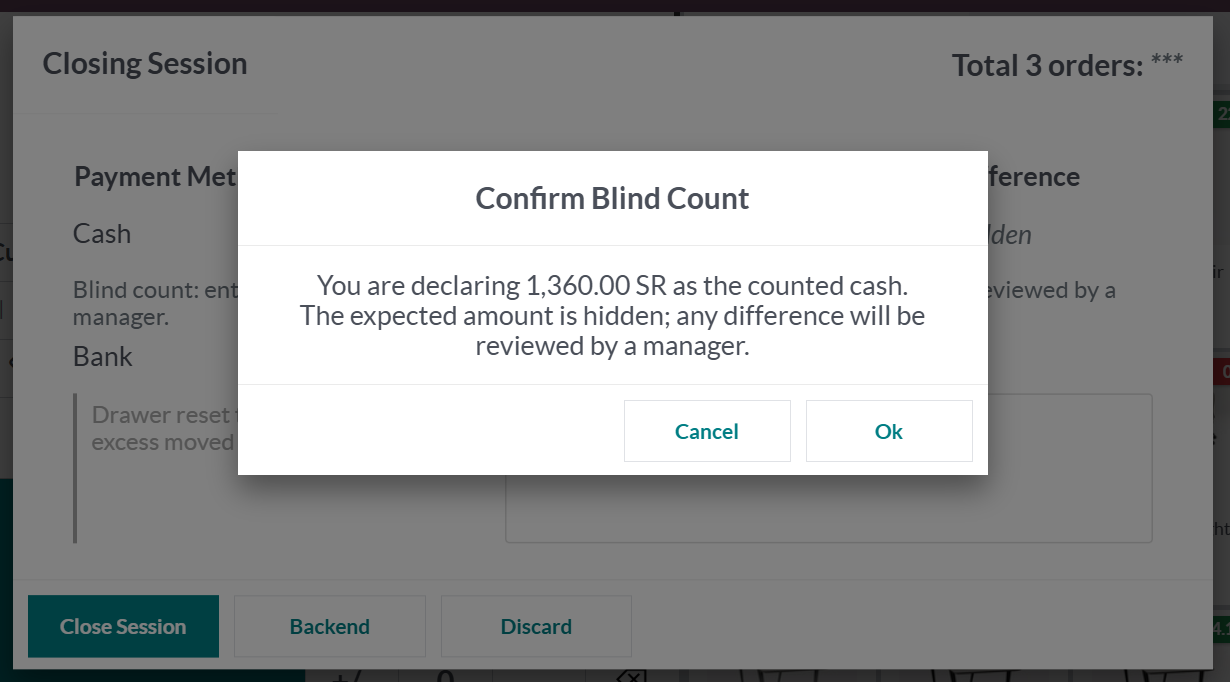 Closing Session
Total 3 orders: ***
Payment Met
ference
Cash
dden
Blind count: ent
eviewed by a
manager.
Bank
Drawer reset
excess moved
Confirm Blind Count
You are declaring 1,360.00 SR as the counted cash.
The expected amount is hidden; any difference will be
reviewed by a manager.
Cancel
Ok
Close Session
Backend
Discard